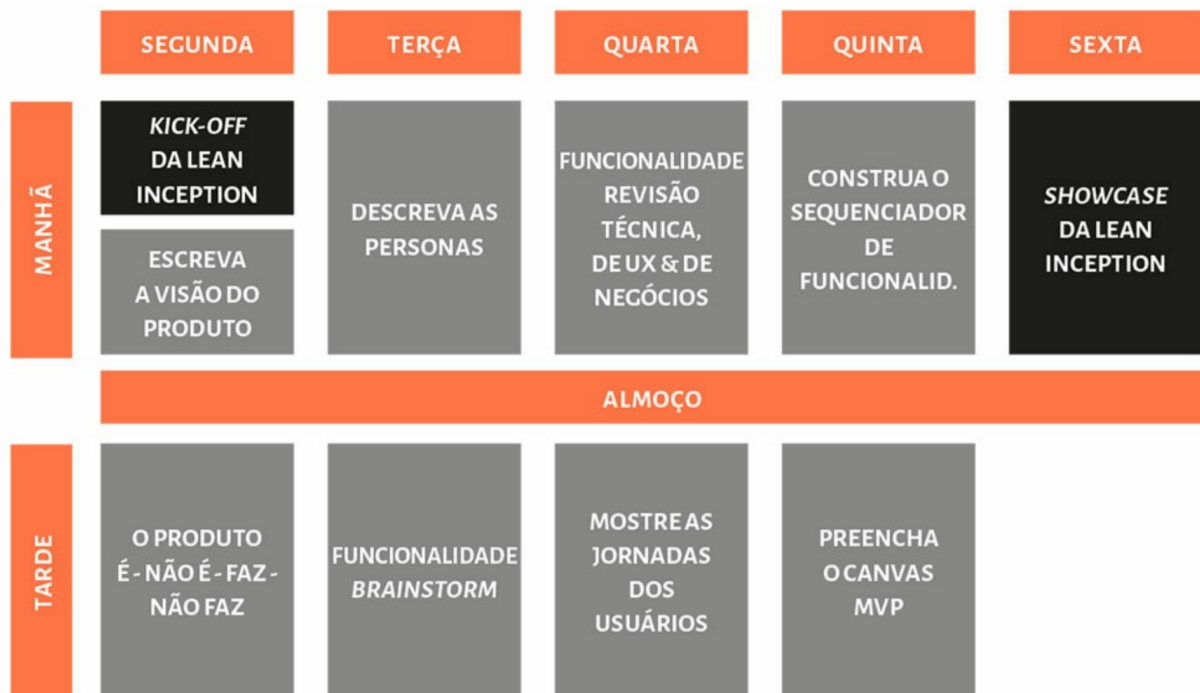 SEGUNDA
TERÇA
QUARTA
QUINTA
SEXTA
MANHÃ
KICK-OFF
DA LEAN
INCEPTION
ESCREVA
A VISÃO DO
PRODUTO
DESCREVA AS
PERSONAS
FUNCIONALIDADE
REVISÃO
TÉCNICA,
DE UX & DE
NEGÓCIOS
CONSTRUA O
SEQUENCIADOR
DE
FUNCIONALID.
SHOWCASE
DA LEAN
INCEPTION
ALMOÇO
TARDE
O PRODUTO
É - NÃO É - FAZ -
NÃO FAZ
FUNCIONALIDADE
BRAINSTORM
MOSTRE AS
JORNADAS
DOS
USUÁRIOS
PREENCHA
O CANVAS
MVP